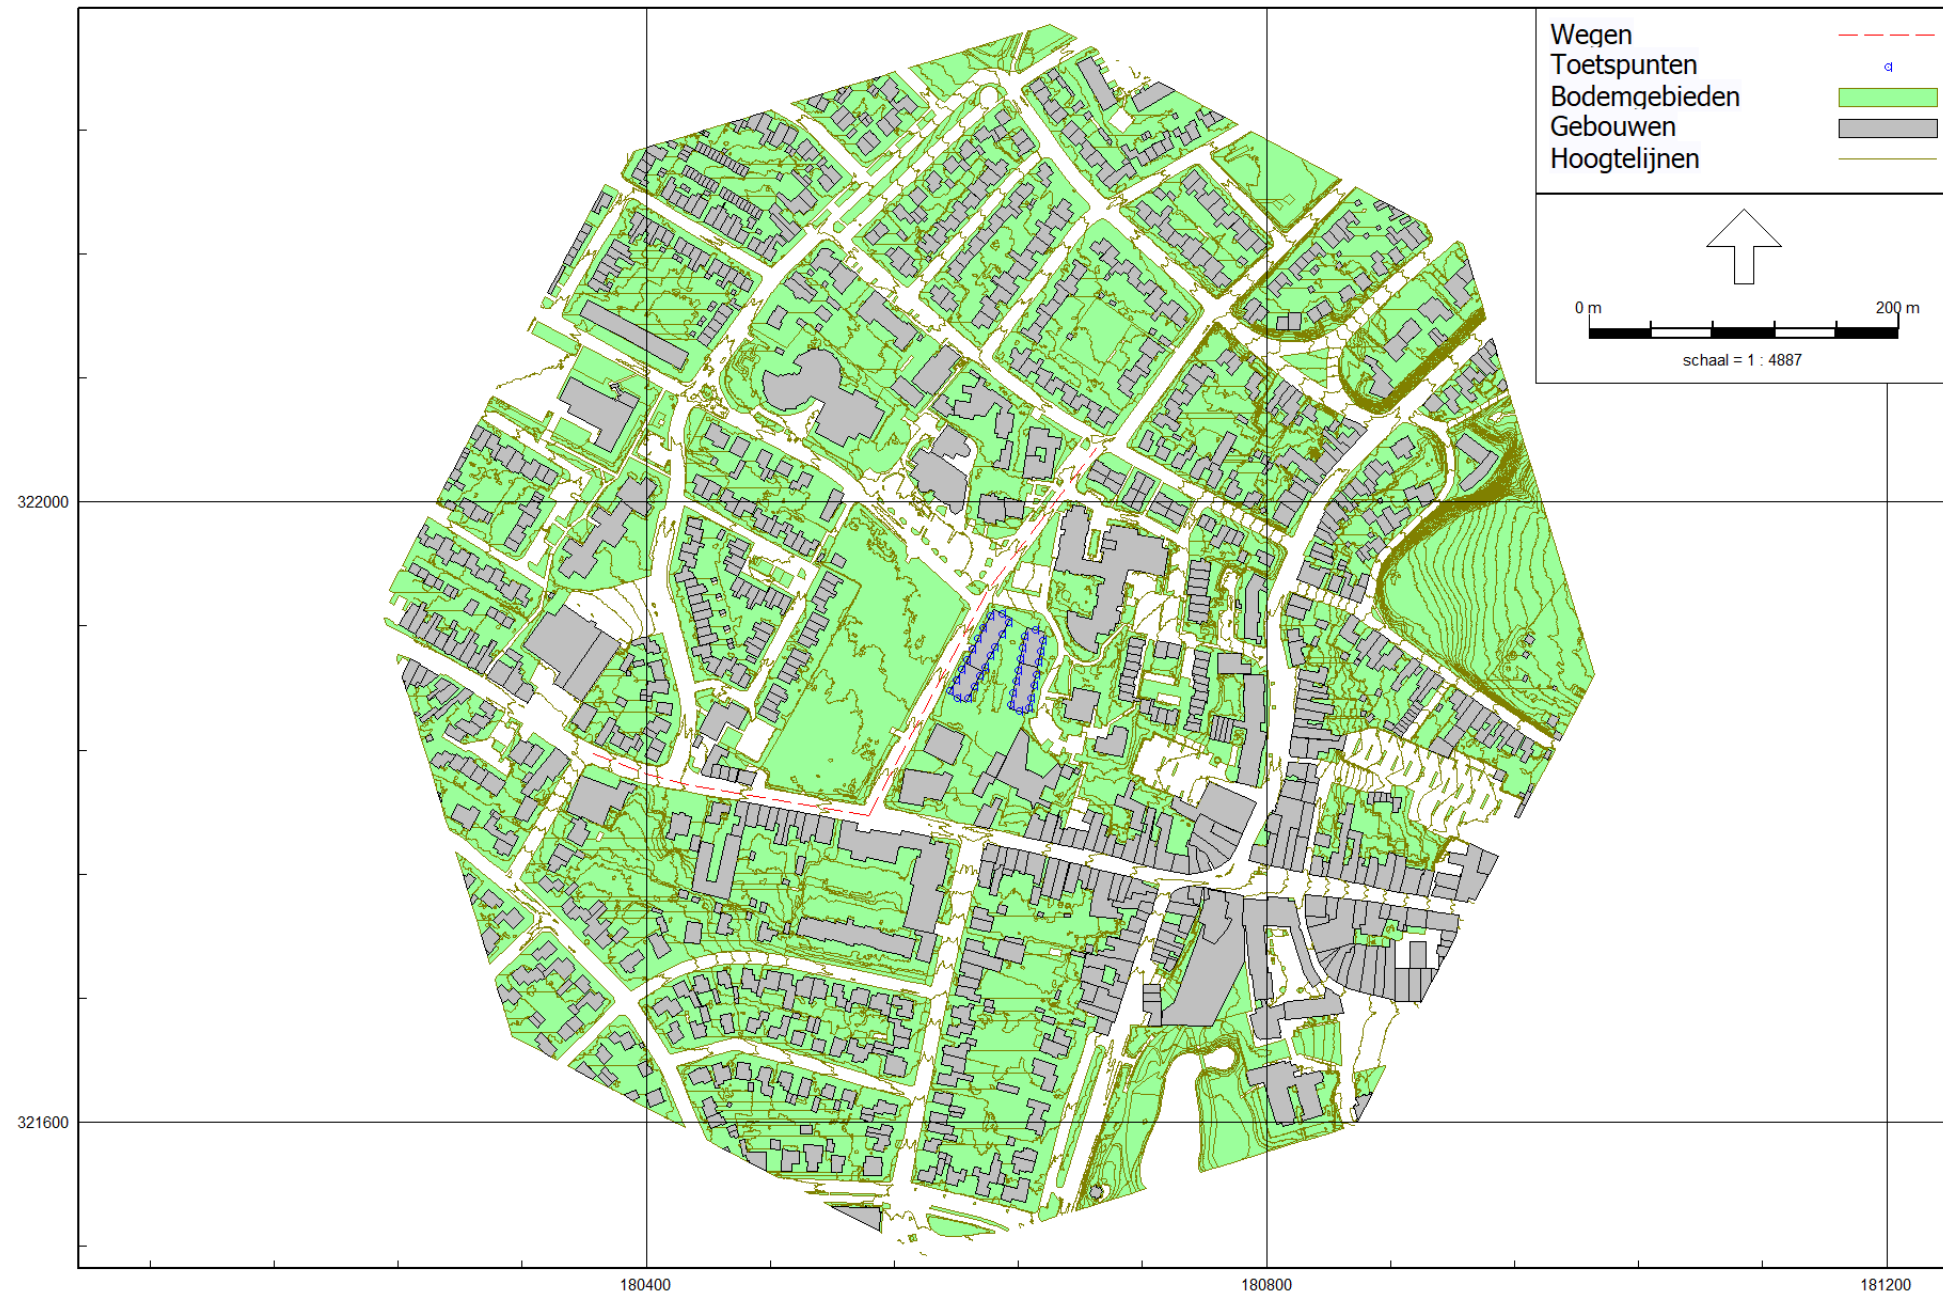 Wegen
Toetspunten
Bodemgebieden
Gebouwen
Hoogtelijnen
0 m 200 m
schaal = 1 : 4887
322000
321600
180400 180800 181200